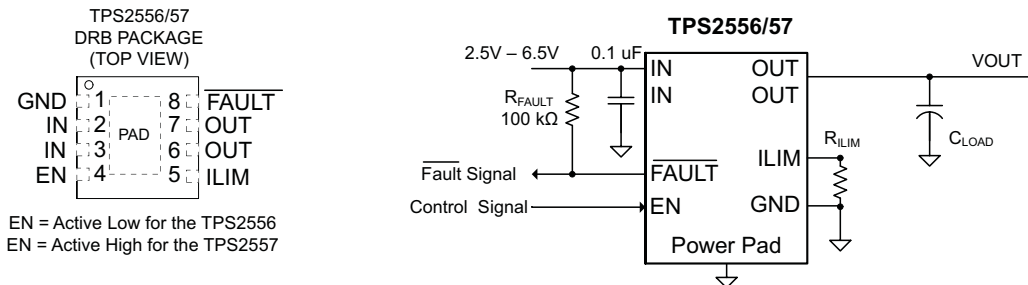 TPS2556/57
DRB PACKAGE
(TOP VIEW)
GND 1 8 FAULT
IN 2 PAD 7 OUT
IN 3 6 OUT
EN 4 5 ILIM
EN = Active Low for the TPS2556
EN = Active High for the TPS2557
TPS2556/57
2.5V – 6.5V 0.1 uF IN OUT VOUT
IN OUT
RFAULT
100 kΩ
RILIM
CLOAD
ILIM
Fault Signal FAULT
Control Signal EN GND
Power Pad